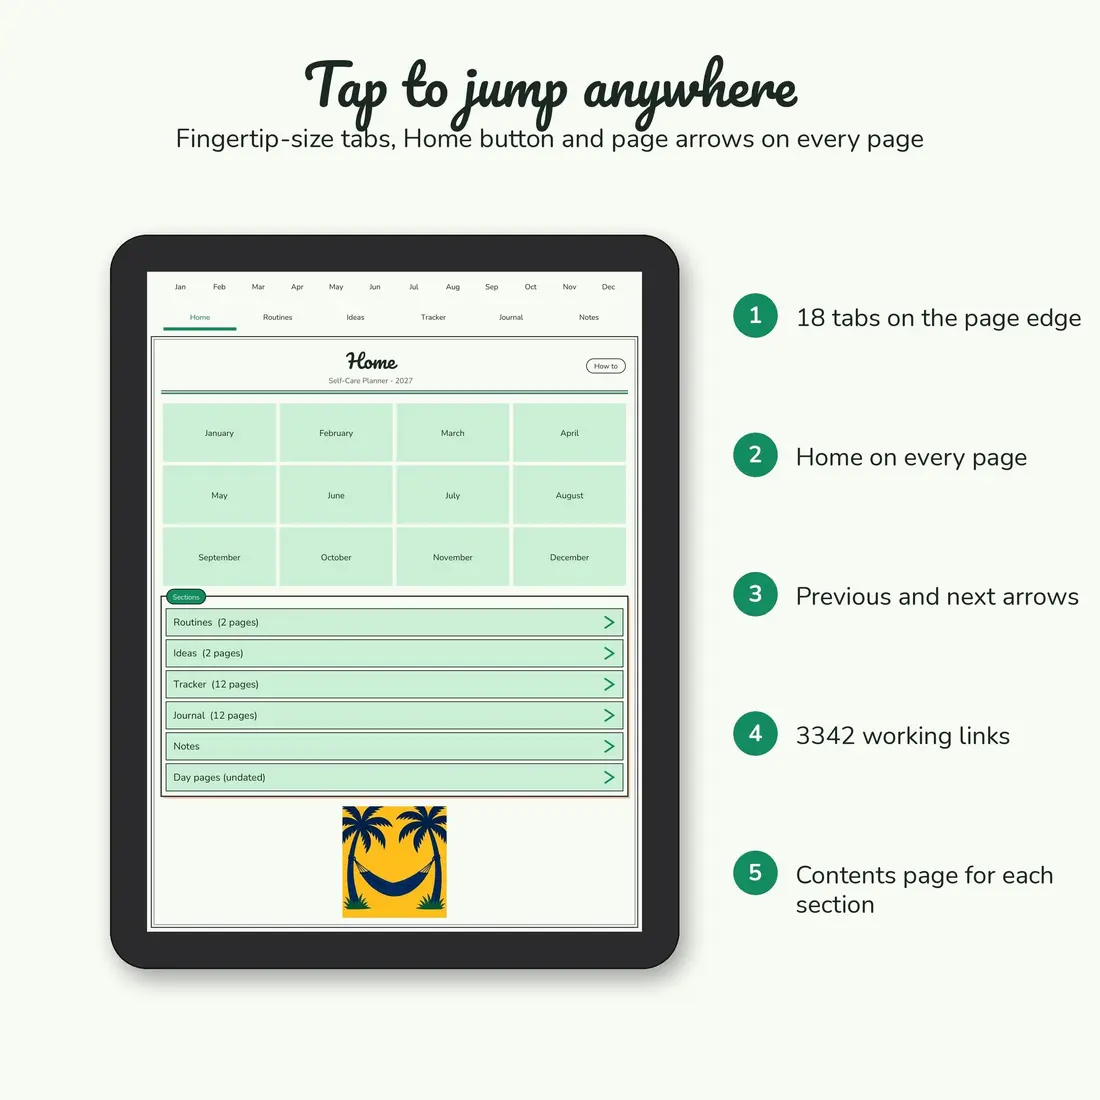 Tap to jump anywhere
Fingertip-size tabs, Home button and page arrows on every page
Jan Feb Mar Apr May Jun Jul Aug Sep Oct Nov Dec
Home Routines Ideas Tracker Journal Notes
Home
How to
Self-Care Planner - 2027
January February March April
May June July August
September October November December
Sections
Routines (2 pages)
Ideas (2 pages)
Tracker (12 pages)
Journal (12 pages)
Notes
Day pages (undated)
1 18 tabs on the page edge
2 Home on every page
3 Previous and next arrows
4 3342 working links
5 Contents page for each
section